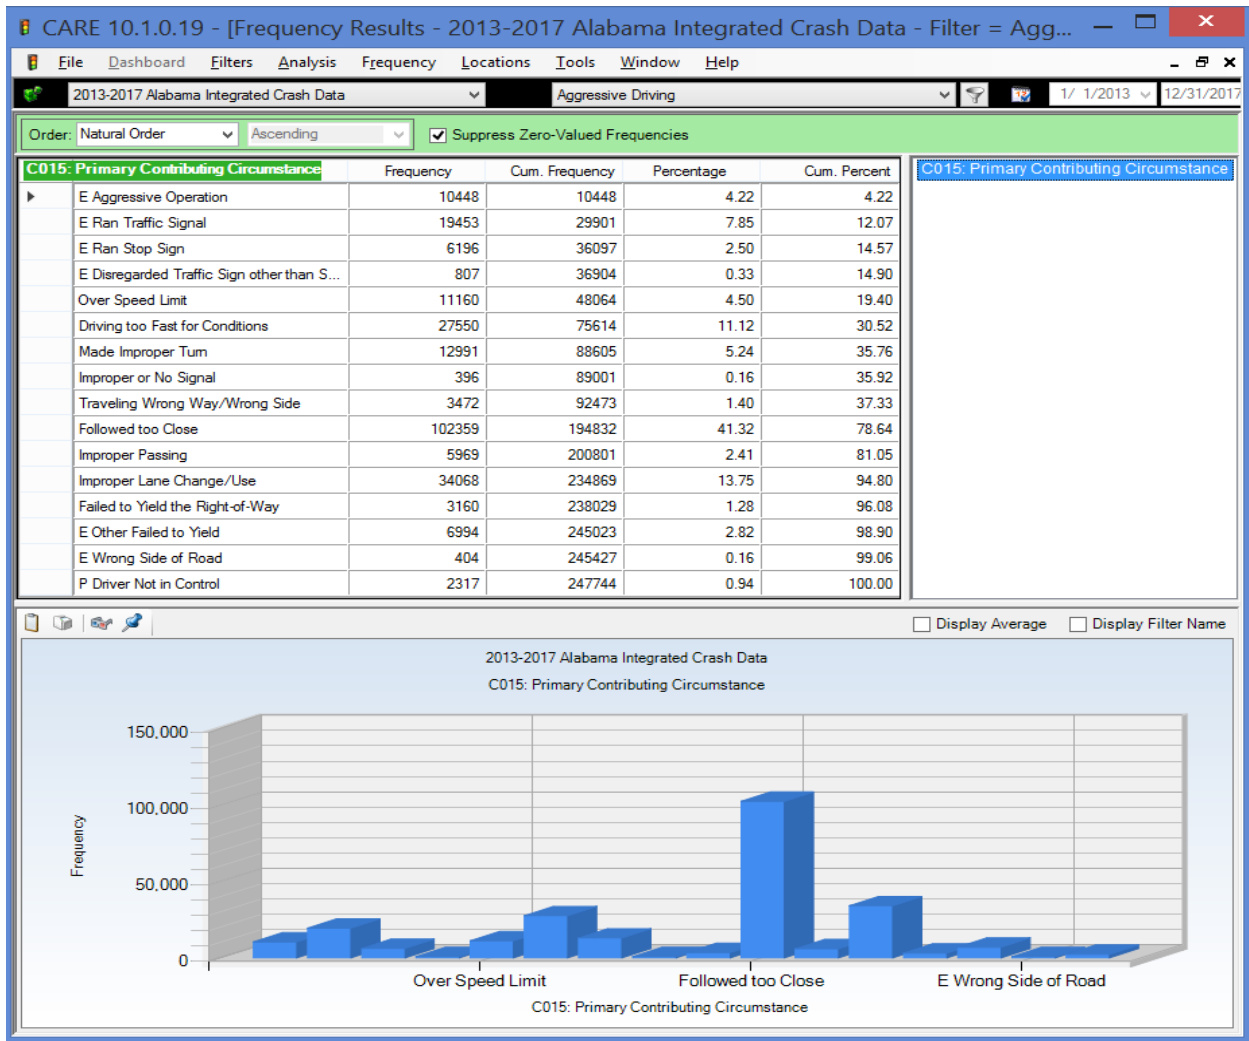 CARE 10.1.0.19 - [Frequency Results - 2013-2017 Alabama Integrated Crash Data - Filter = Agg...
File Dashboard Filters Analysis Frequency Locations Tools Window Help
2013-2017 Alabama Integrated Crash Data Aggressive Driving 12 1/ 1/2013 12/31/2017
Order: Natural Order Ascending Suppress Zero-Valued Frequencies
C015: Primary Contributing Circumstance Frequency Cum. Frequency Percentage Cum. Percent C015: Primary Contributing Circumstance
E Aggressive Operation 10448 10448 4.22 4.22
E Ran Traffic Signal 19453 29901 7.85 12.07
E Ran Stop Sign 6196 36097 2.50 14.57
E Disregarded Traffic Sign other than S... 807 36904 0.33 14.90
Over Speed Limit 11160 48064 4.50 19.40
Driving too Fast for Conditions 27550 75614 11.12 30.52
Made Improper Turn 12991 88605 5.24 35.76
Improper or No Signal 396 89001 0.16 35.92
Traveling Wrong Way/Wrong Side 3472 92473 1.40 37.33
Followed too Close 102359 194832 41.32 78.64
Improper Passing 5969 200801 2.41 81.05
Improper Lane Change/Use 34068 234869 13.75 94.80
Failed to Yield the Right-of-Way 3160 238029 1.28 96.08
E Other Failed to Yield 6994 245023 2.82 98.90
E Wrong Side of Road 404 245427 0.16 99.06
P Driver Not in Control 2317 247744 0.94 100.00
Display Average Display Filter Name
2013-2017 Alabama Integrated Crash Data
C015: Primary Contributing Circumstance
150,000
100,000
50,000
0
Frequency
Over Speed Limit Followed too Close E Wrong Side of Road
C015: Primary Contributing Circumstance